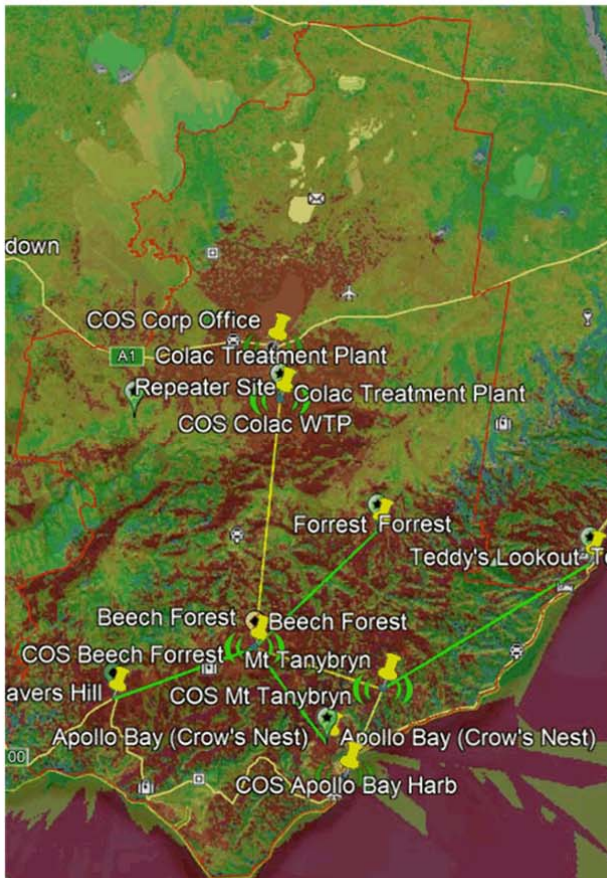 down
COS Corp Office
A1
Colac Treatment Plant
Repeater Site
Colac Treatment Plant
COS Colac WTP
Forrest Forrest
Teddy's Lookout Te
Beech Forest Beech Forest
COS Beech Forrest
Mt Tanybryn
avers Hill
COS Mt Tanybryn
Apollo Bay (Crow's Nest) Apollo Bay (Crow's Nest)
00
COS Apollo Bay Harb